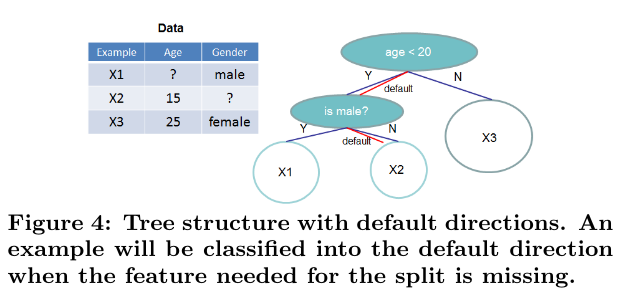 Data
Example Age Gender
X1 ? male
X2 15 ?
X3 25 female
age < 20
Y
N
default
is male?
Y
N
default
X1
X2
X3
Figure 4: Tree structure with default directions. An
example will be classified into the default direction
when the feature needed for the split is missing.